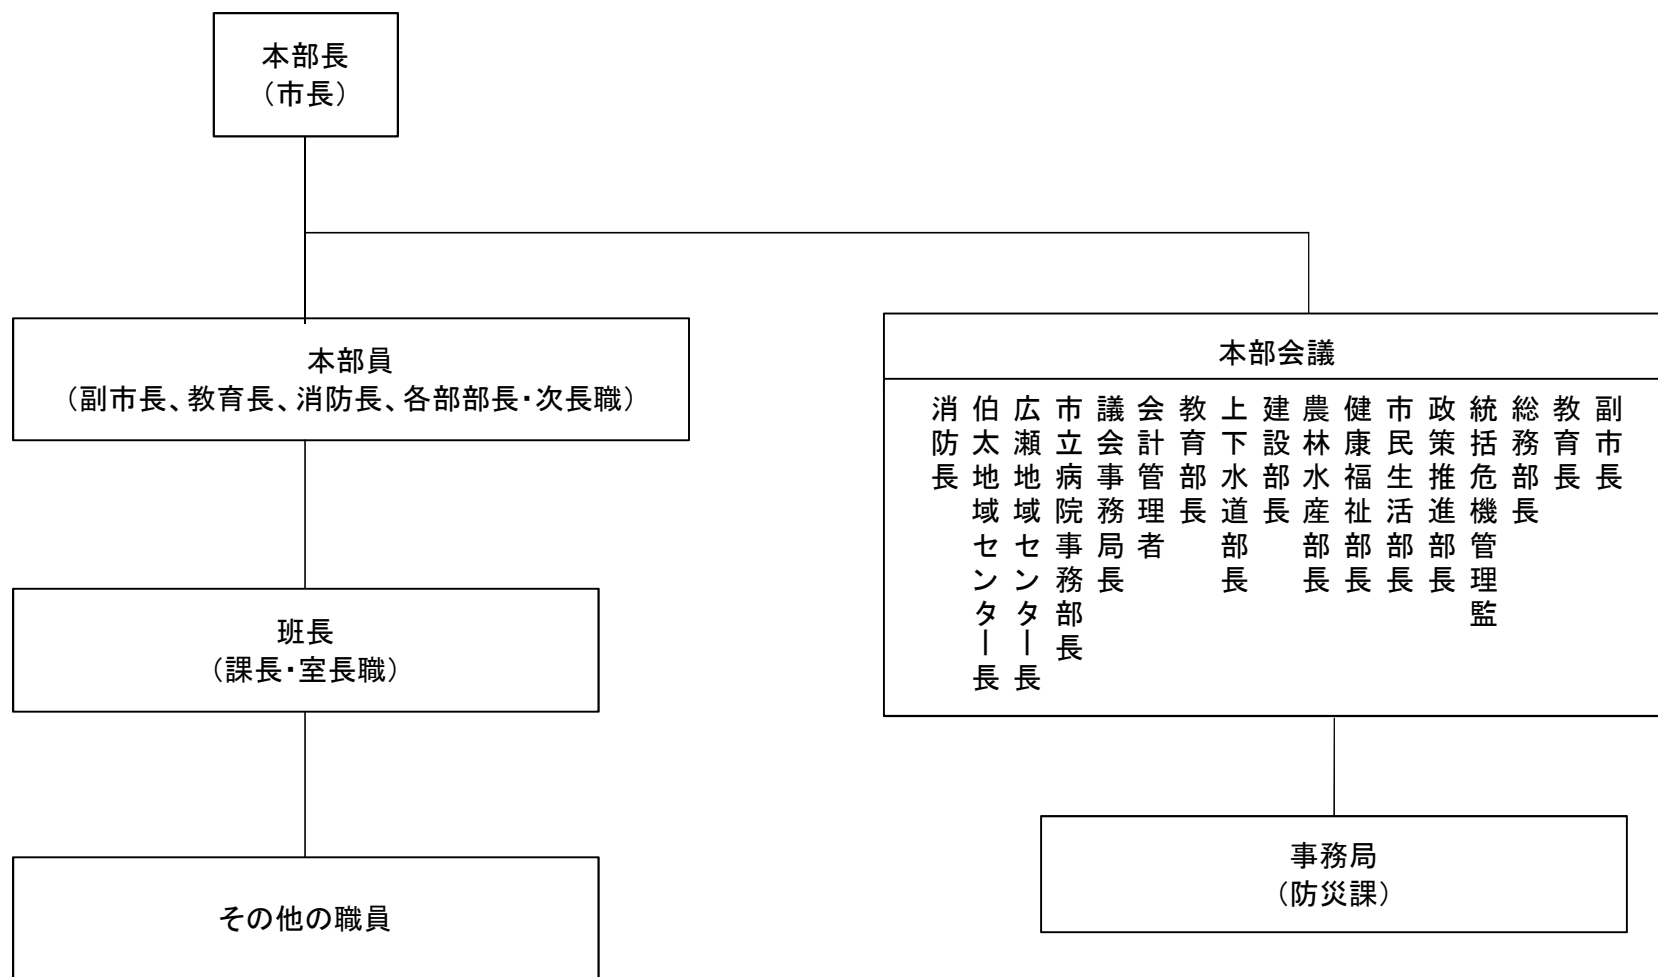 本部長
（市長）
本部員
（副市長、教育長、消防長、各部部長・次長職）
班長
（課長・室長職）
その他の職員
本部会議
副市長
教育長
総務部長
統括危機管理監
政策推進部長
市民生活部長
健康福祉部長
農林水産部長
建設部長
上下水道部長
教育部長
会計管理者
議会事務局長
市立病院事務部長
広瀬地域センター長
伯太地域センター長
消防長
事務局
（防災課）